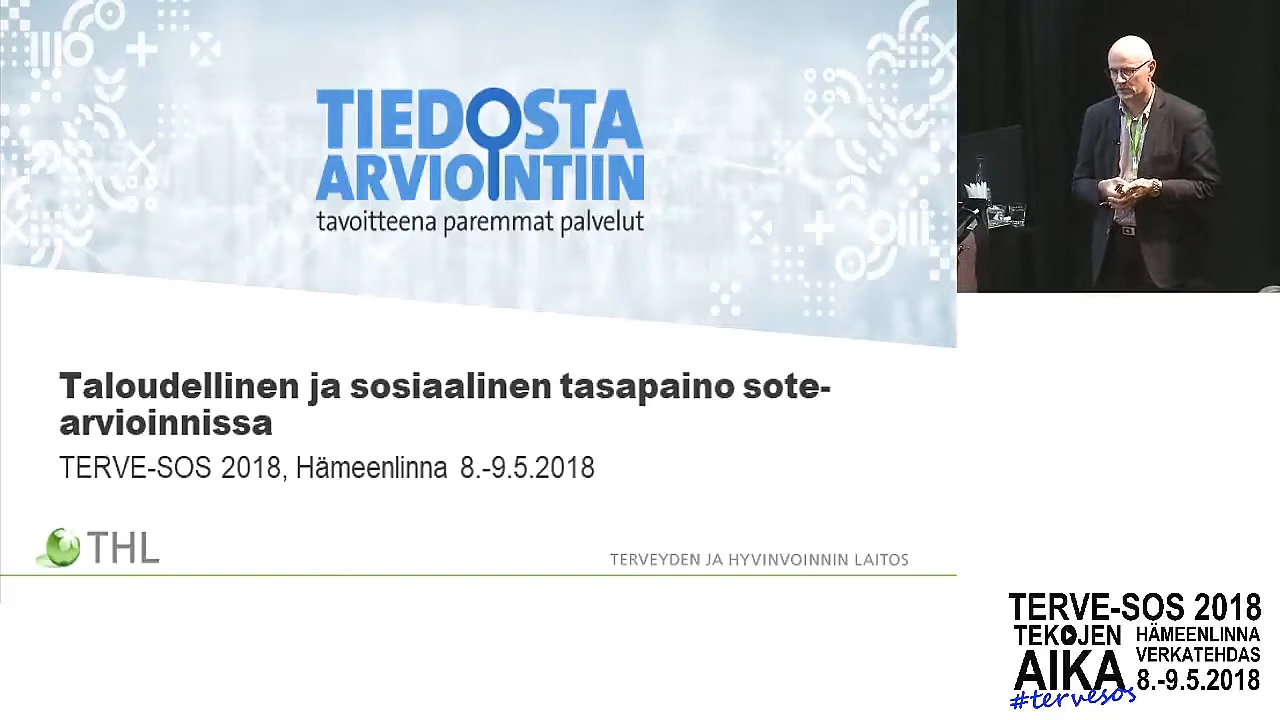 TIEDOSTA
ARVIOINTIIN
tavoitteena paremmat palvelut
Taloudellinen ja sosiaalinen tasapaino sote-
arvioinnissa
TERVE-SOS 2018, Hämeenlinna 8.-9.5.2018
THL
TERVEYDEN JA HYVINVOINNIN LAITOS
TERVE-SOS 2018
TEKOJEN
AIKA
HÄMEENLINNA
VERKATEHDAS
8.-9.5.2018
#tervesos